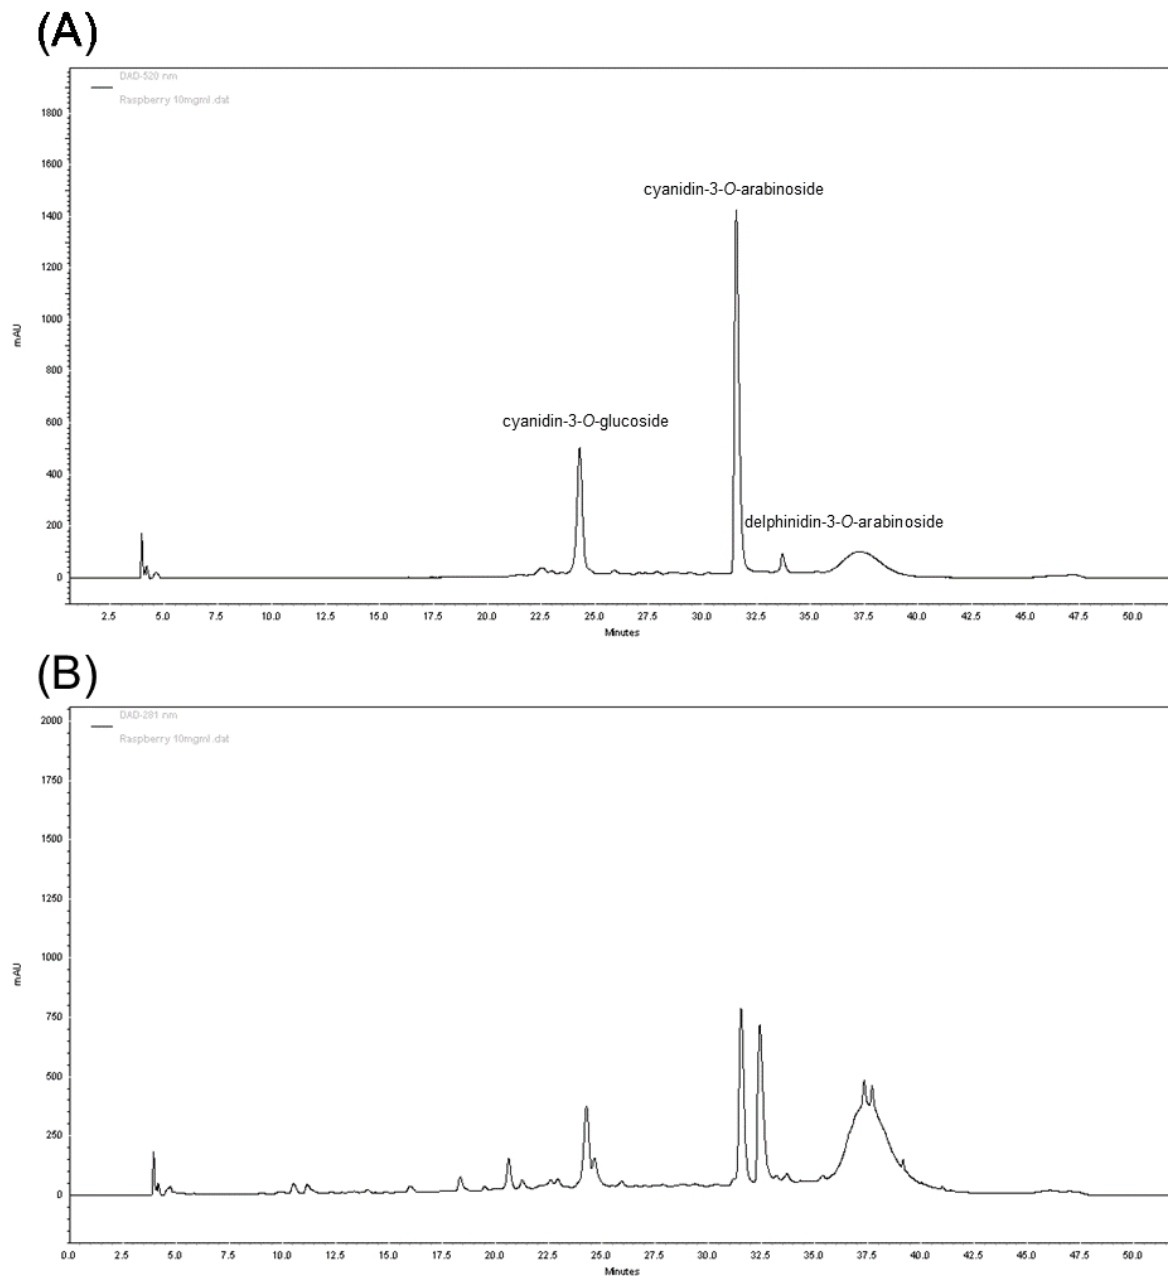 (A)
DAD-520 nm
Raspberry 10mgml.dat
1800
1600
cyanidin-3-O-arabinoside
1400
1200
1000
mAU
800
600
cyanidin-3-O-glucoside
400
200
delphinidin-3-O-arabinoside
0
2.5 5.0 7.5 10.0 12.5 15.0 17.5 20.0 22.5 25.0 27.5 30.0 32.5 35.0 37.5 40.0 42.5 45.0 47.5 50.0
Minutes
(B)
DAD-281 nm
Raspberry 10mgml.dat
2000
1750
1500
1250
1000
mAU
750
500
250
0
0.0 2.5 5.0 7.5 10.0 12.5 15.0 17.5 20.0 22.5 25.0 27.5 30.0 32.5 35.0 37.5 40.0 42.5 45.0 47.5 50.0
Minutes